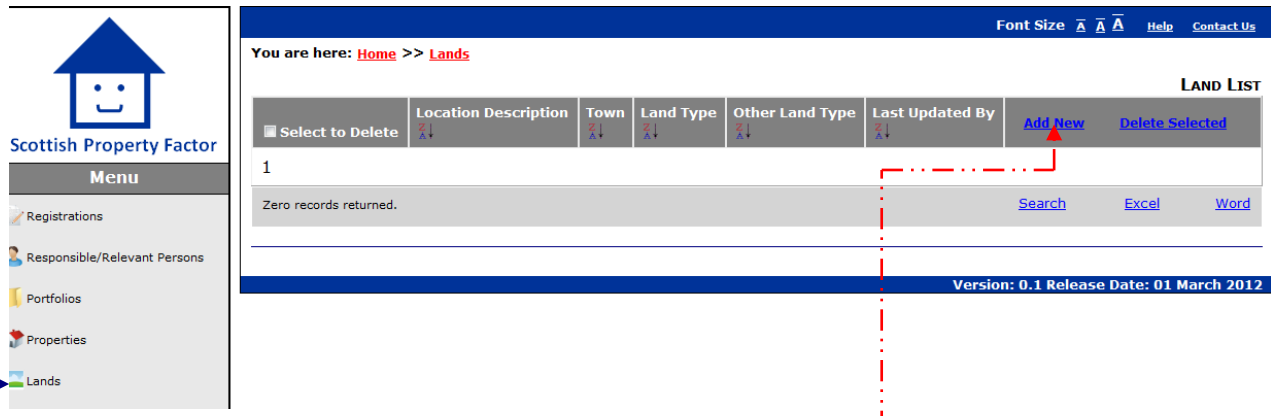 Font Size A A A Help Contact Us
You are here: Home >> Lands
LAND LIST
Select to Delete Location Description Town Land Type Other Land Type Last Updated By Add New Delete Selected
1
Zero records returned. Search Excel Word
Version: 0.1 Release Date: 01 March 2012
Scottish Property Factor
Menu
Registrations
Responsible/Relevant Persons
Portfolios
Properties
Lands